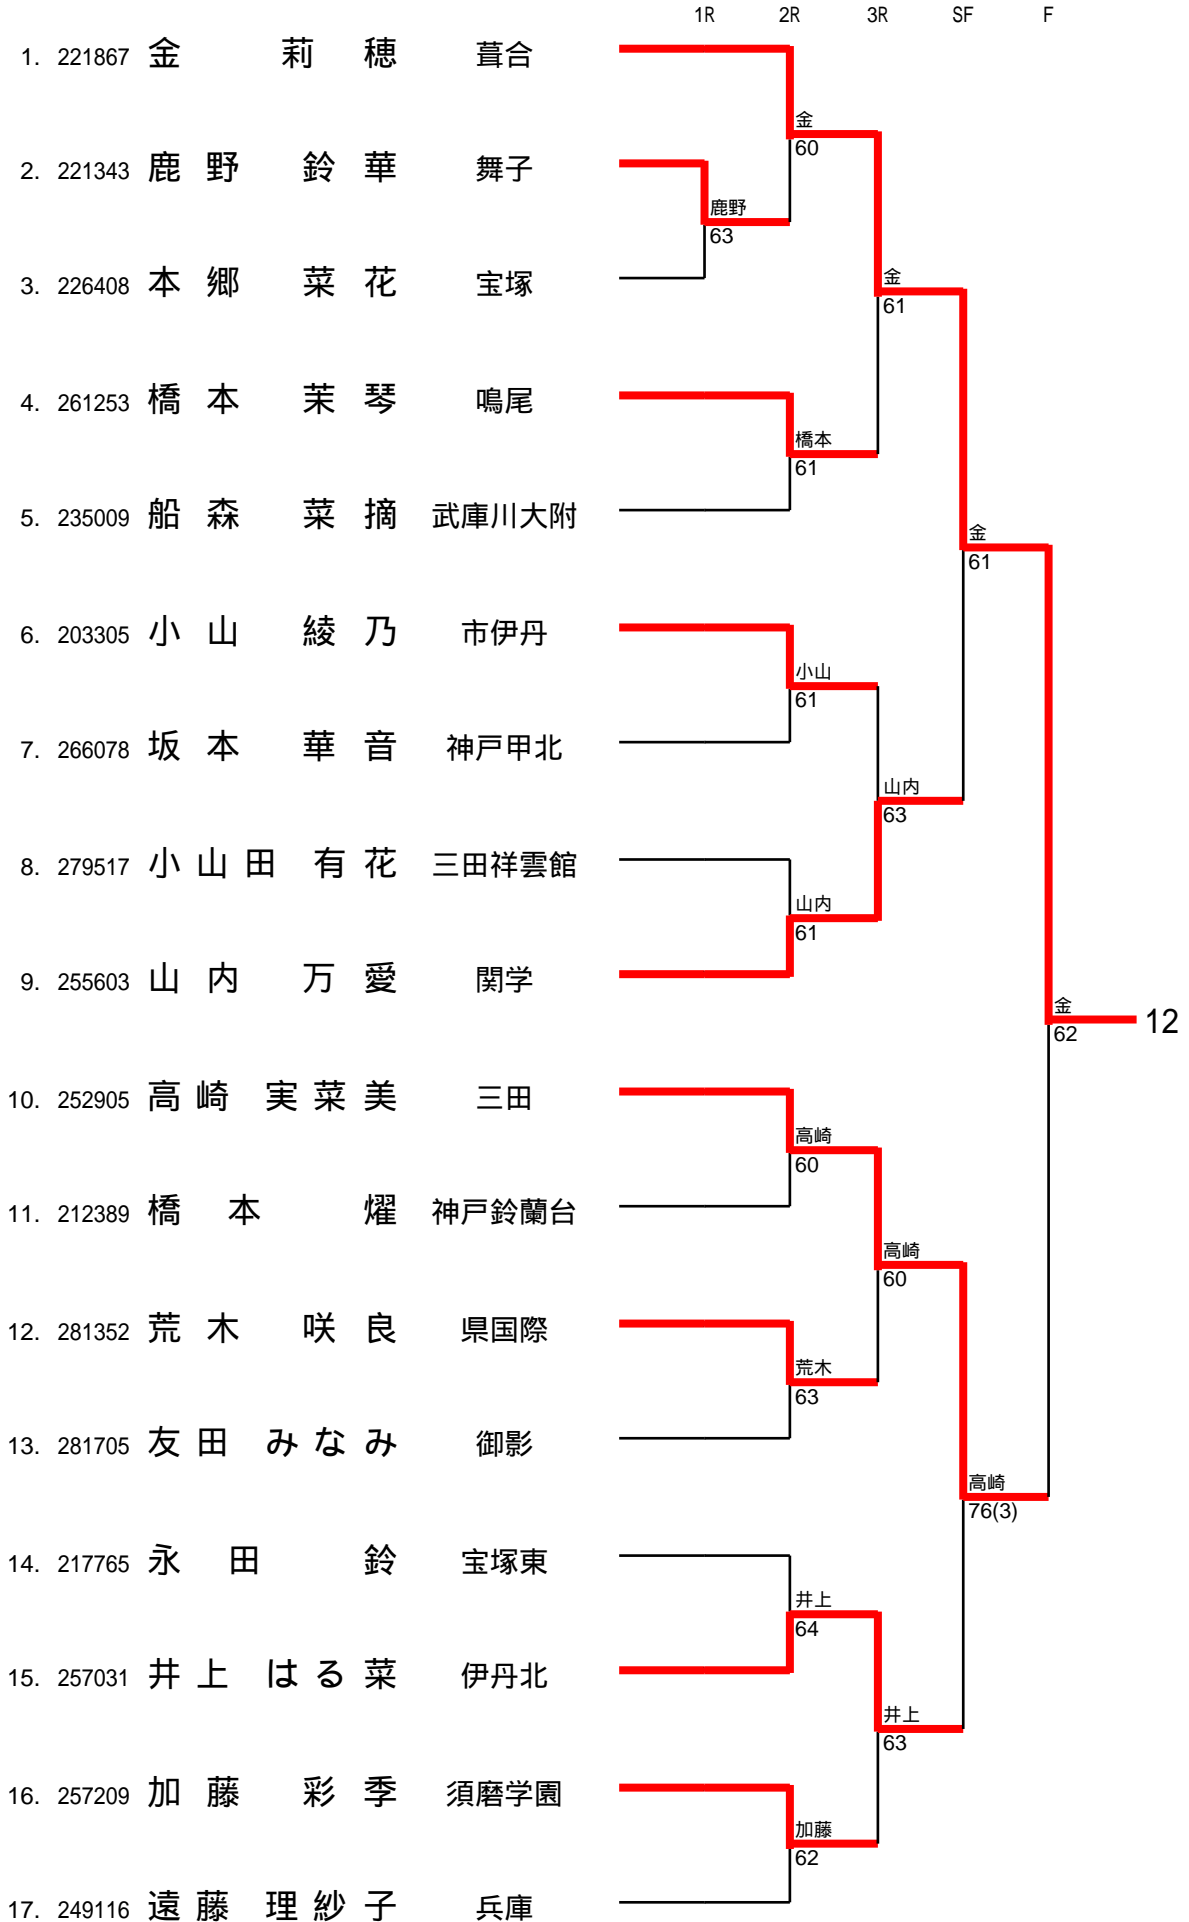 1R 2R 3R SF F
1. 221867 金 莉 穂 葺合
金
60
2. 221343 鹿 野 鈴 華 舞子
鹿野
63
3. 226408 本 郷 菜 花 宝塚
金
61
4. 261253 橋 本 茉 琴 鳴尾
橋本
61
5. 235009 船 森 菜 摘 武庫川大附
金
61
6. 203305 小 山 綾 乃 市伊丹
小山
61
7. 266078 坂 本 華 音 神戸甲北
山内
63
8. 279517 小 山 田 有 花 三田祥雲館
山内
61
9. 255603 山 内 万 愛 関学
金
62
12
10. 252905 高 崎 実 菜 美 三田
高崎
60
11. 212389 橋 本 燿 神戸鈴蘭台
高崎
60
12. 281352 荒 木 咲 良 県国際
荒木
63
13. 281705 友 田 み な み 御影
高崎
76(3)
14. 217765 永 田 鈴 宝塚東
井上
64
15. 257031 井 上 は る 菜 伊丹北
井上
63
16. 257209 加 藤 彩 季 須磨学園
加藤
62
17. 249116 遠 藤 理 紗 子 兵庫